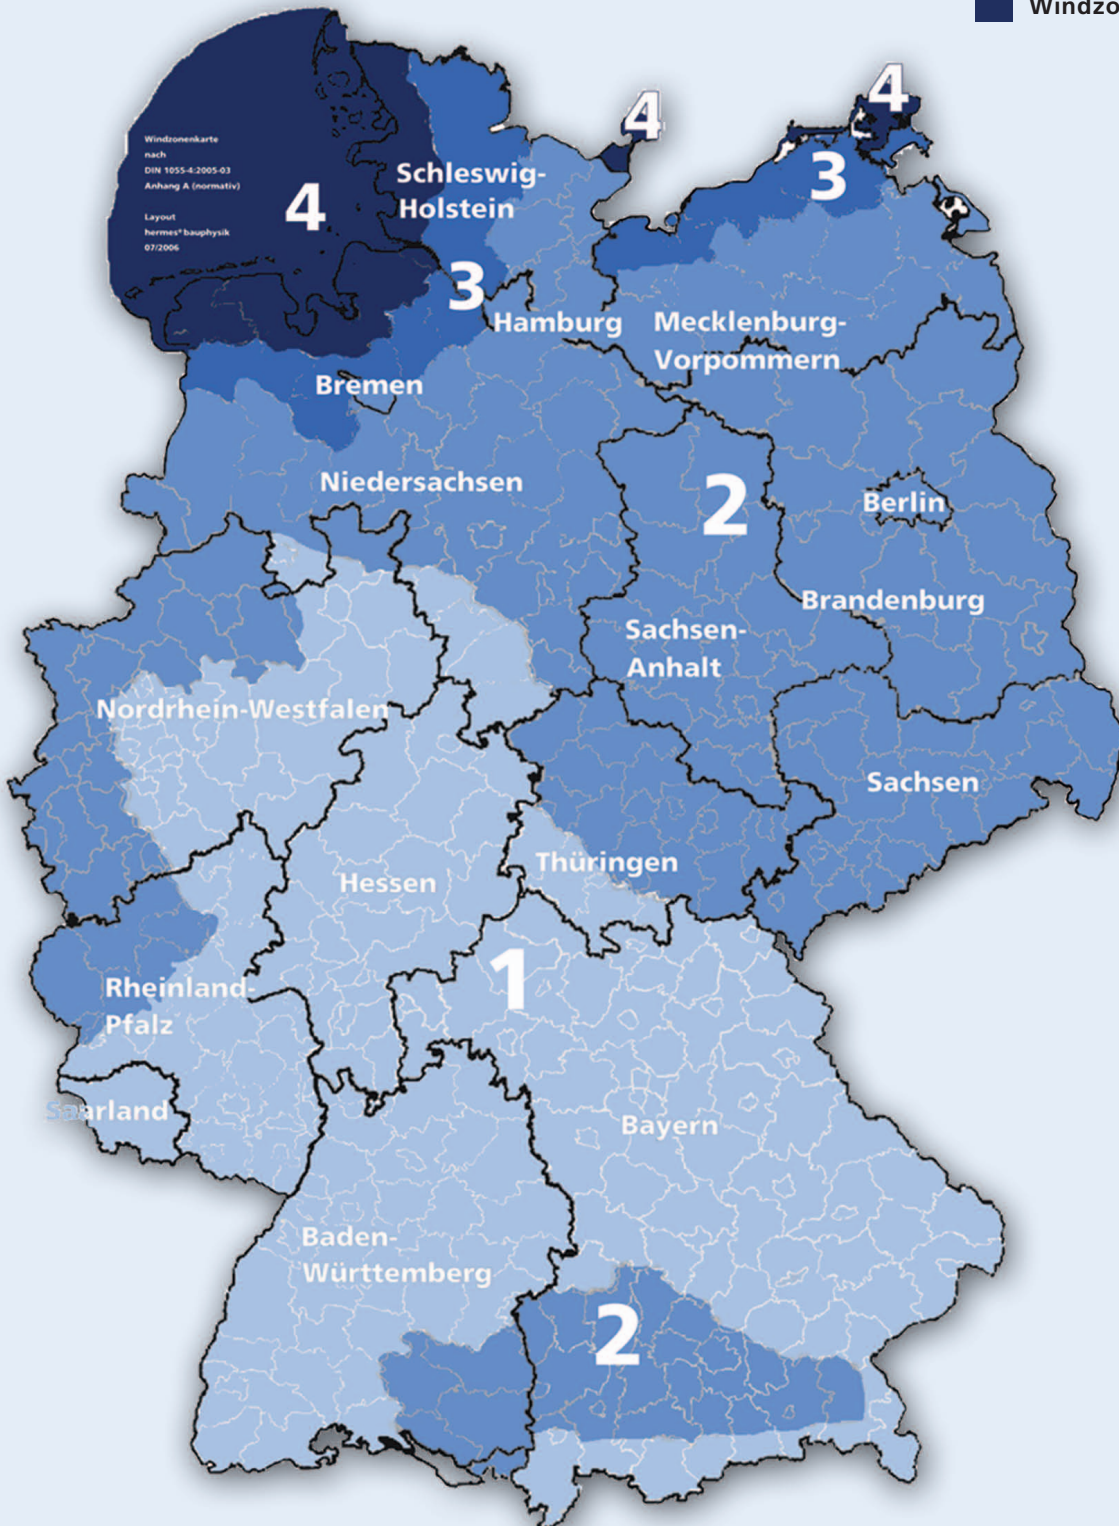 Windzonenkarte
nach
DIN 1055-4:2005-03
Anhang A (normativ)
Layout
hermes® bauphysik
07/2006
4
4
4
3
Schleswig-
Holstein
3
Hamburg
Mecklenburg-
Vorpommern
Bremen
Niedersachsen
2
Berlin
Brandenburg
Sachsen-
Anhalt
Nordrhein-Westfalen
Sachsen
Thüringen
Hessen
1
Rheinland-
Pfalz
Saarland
Bayern
Baden-
Württemberg
2